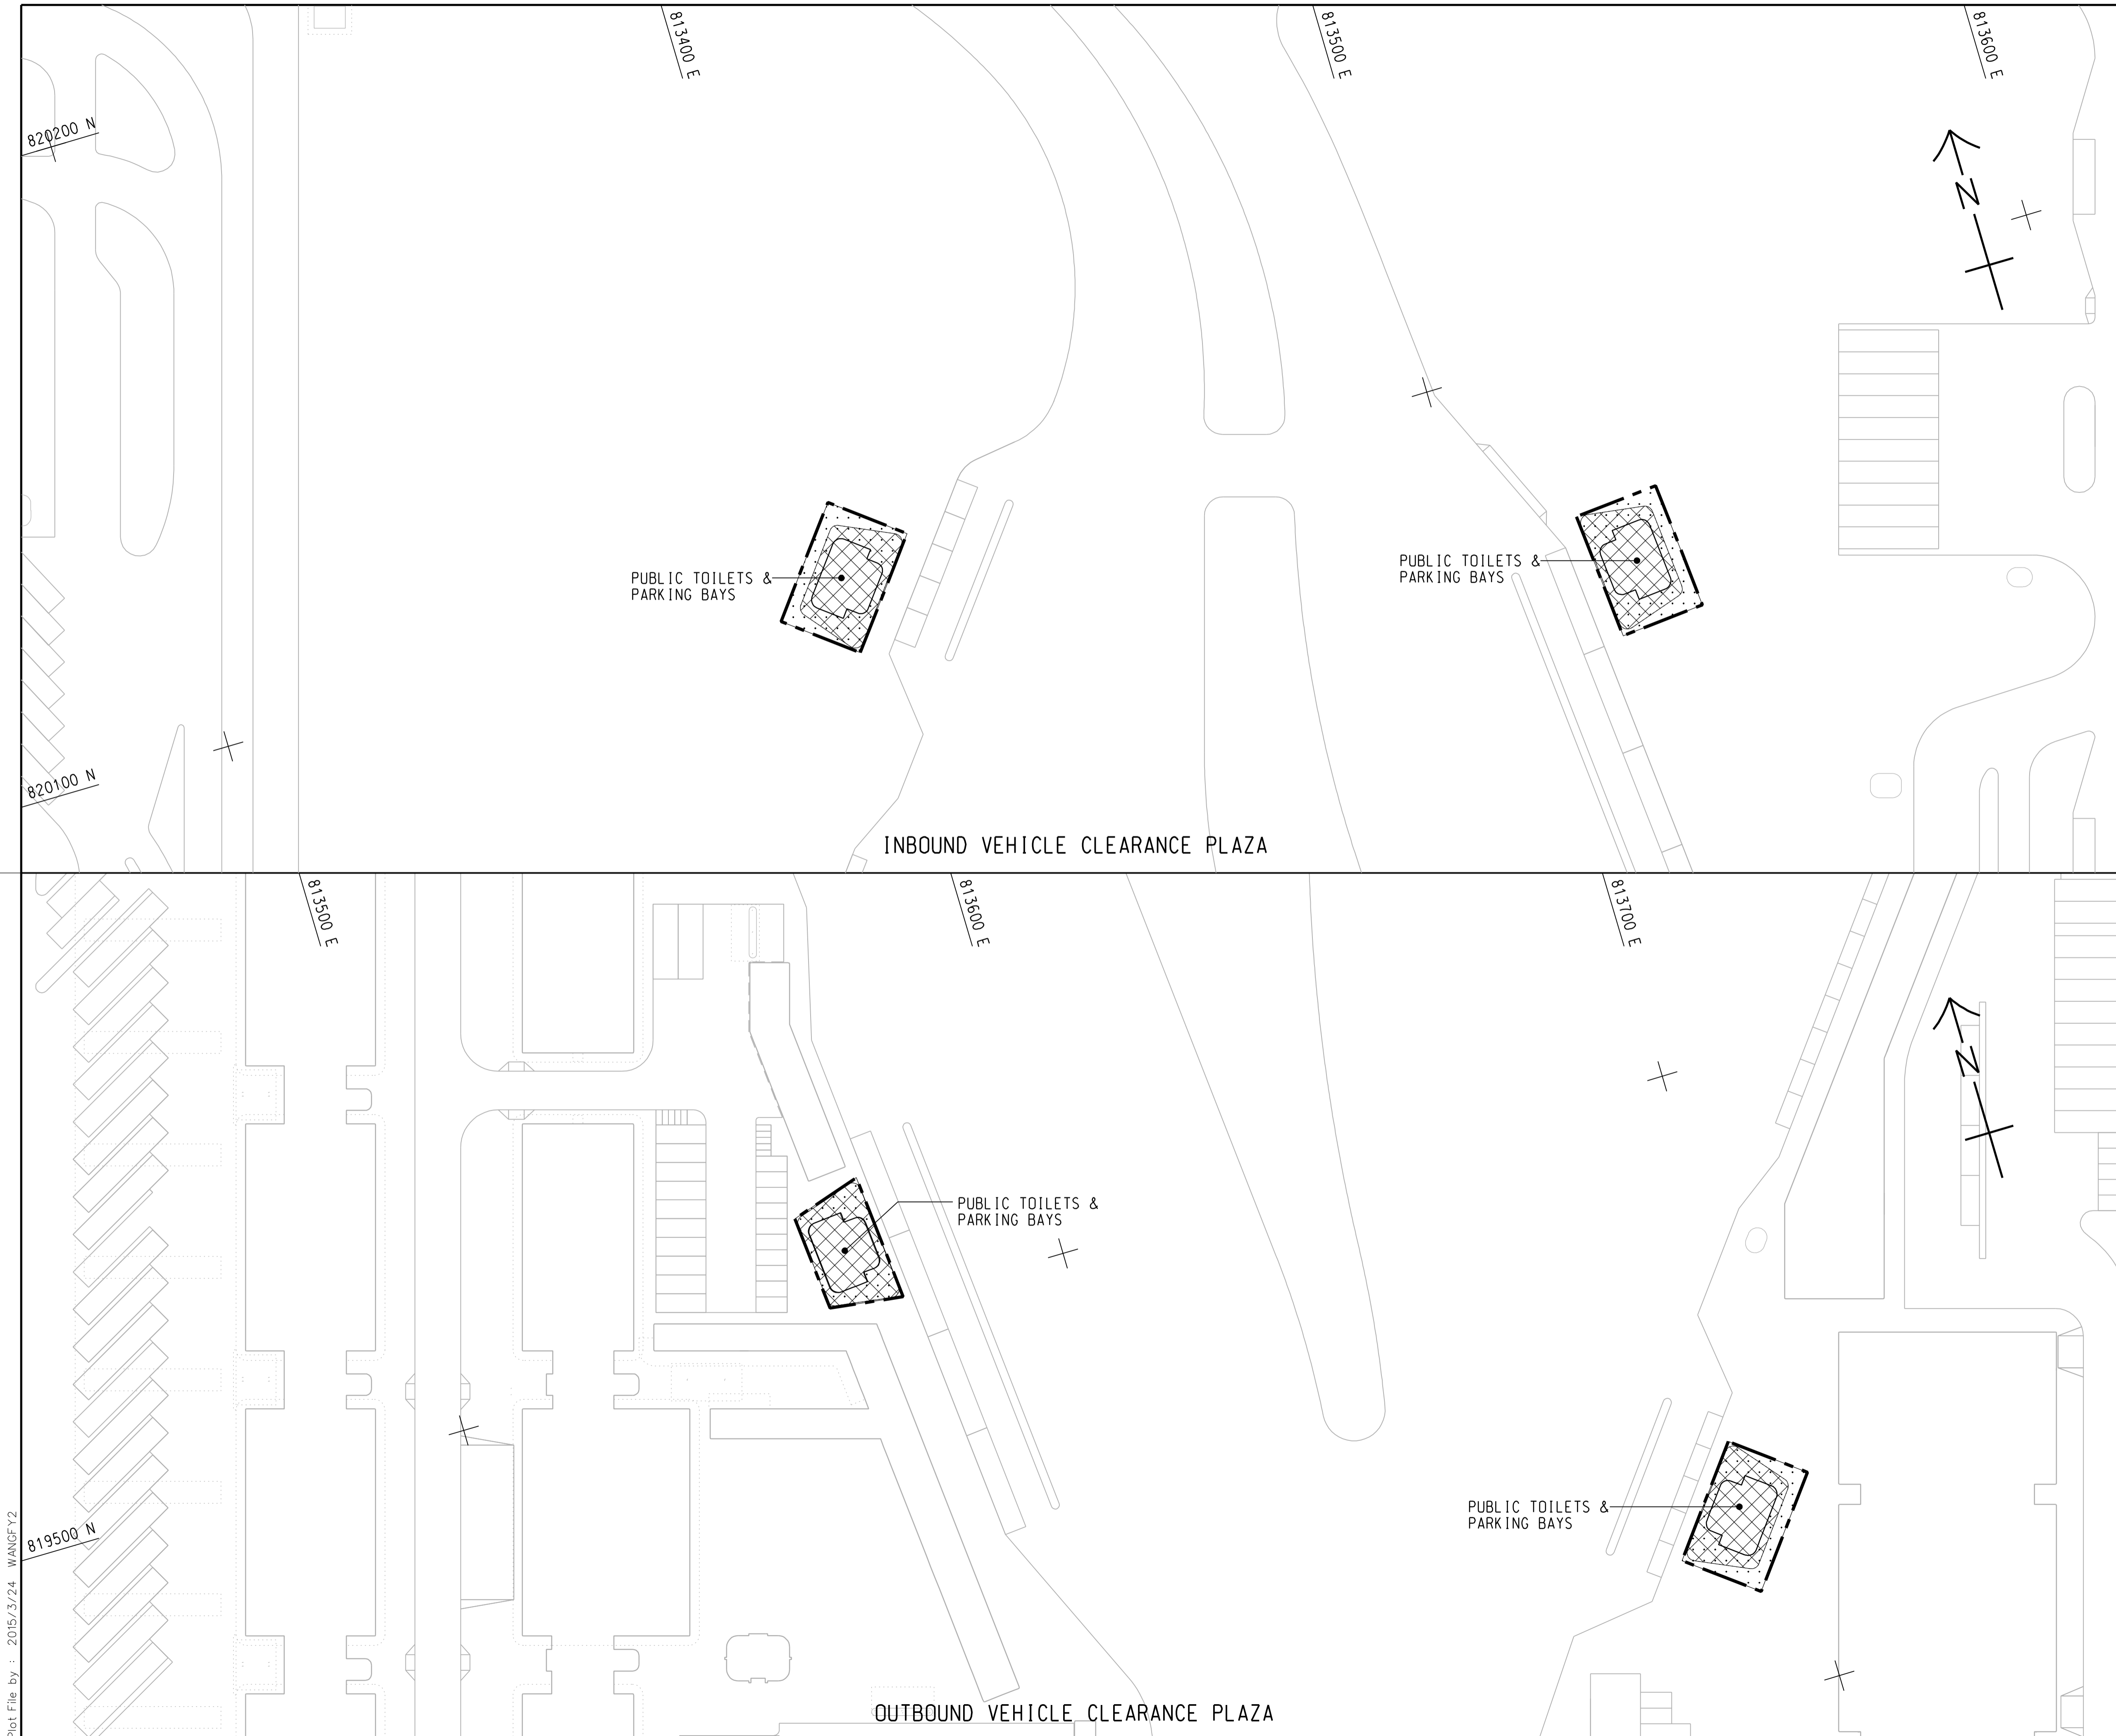 813400 E
813500 E
813600 E
820200 N
N
PUBLIC TOILETS &
PARKING BAYS
PUBLIC TOILETS &
PARKING BAYS
820100 N
INBOUND VEHICLE CLEARANCE PLAZA
813500 E
813600 E
813700 E
N
PUBLIC TOILETS &
PARKING BAYS
PUBLIC TOILETS &
PARKING BAYS
819500 N
OUTBOUND VEHICLE CLEARANCE PLAZA
Plot File by : 2015/3/24 WANGFY2